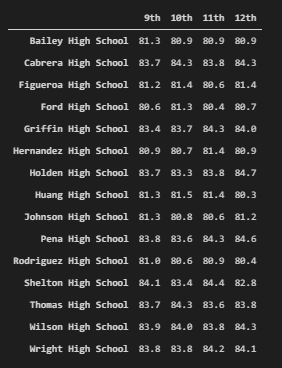 9th 10th 11th 12th
Bailey High School 81.3 80.9 80.9 80.9
Cabrera High School 83.7 84.3 83.8 84.3
Figueroa High School 81.2 81.4 80.6 81.4
Ford High School 80.6 81.3 80.4 80.7
Griffin High School 83.4 83.7 84.3 84.0
Hernandez High School 80.9 80.7 81.4 80.9
Holden High School 83.7 83.3 83.8 84.7
Huang High School 81.3 81.5 81.4 80.3
Johnson High School 81.3 80.8 80.6 81.2
Pena High School 83.8 83.6 84.3 84.6
Rodriguez High School 81.0 80.6 80.9 80.4
Shelton High School 84.1 83.4 84.4 82.8
Thomas High School 83.7 84.3 83.6 83.8
Wilson High School 83.9 84.0 83.8 84.3
Wright High School 83.8 83.8 84.2 84.1